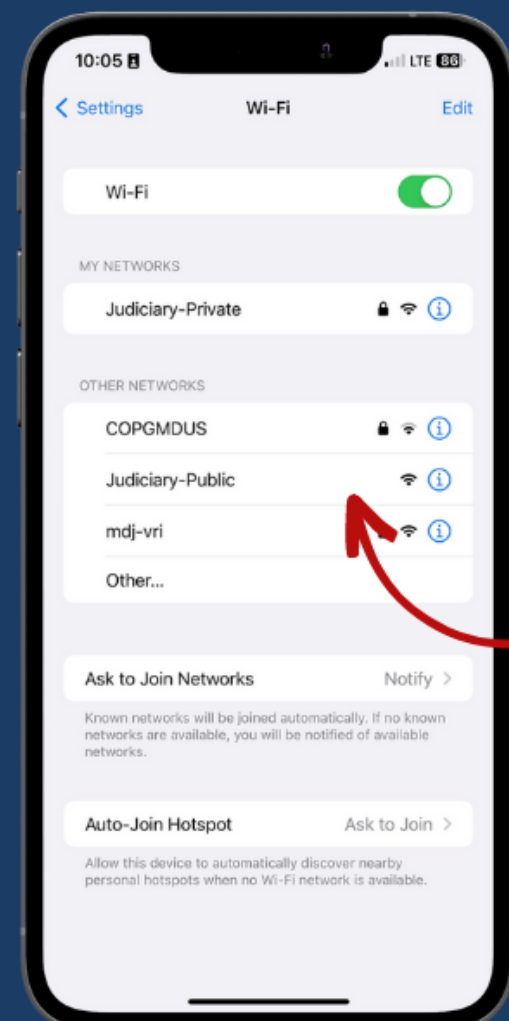 10:05 LTE 86
Settings Wi-Fi Edit
Wi-Fi
MY NETWORKS
Judiciary-Private
OTHER NETWORKS
COPGMDUS
Judiciary-Public
mdj-vri
Other...
Ask to Join Networks Notify
Known networks will be joined automatically. If no known
networks are available, you will be notified of available
networks.
Auto-Join Hotspot Ask to Join
Allow this device to automatically discover nearby
personal hotspots when no Wi-Fi network is available.